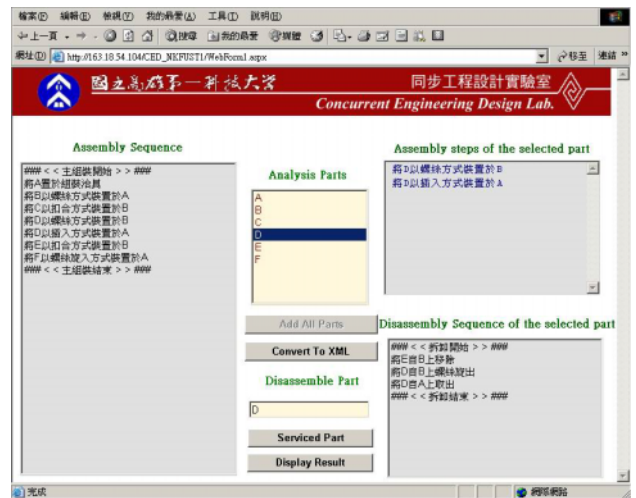 檔案(F) 編輯(E) 檢視(V) 我的最愛(A) 工具(T) 說明(H)
上一頁 搜尋 我的最愛 媒體
網址(D) http://163.18.54.104/CED_NKFUST1/WebForm1.aspx 移至 連結 »
國立高雄第一科技大學 同步工程設計實驗室
Concurrent Engineering Design Lab.
Assembly Sequence
### < < 主組裝開始 > > ###
將A置於組裝治具
將B以螺絲方式裝置於A
將C以扣合方式裝置於B
將D以螺絲方式裝置於B
將D以插入方式裝置於A
將E以扣合方式裝置於B
將F以螺絲旋入方式裝置於A
### < < 主組裝結束 > > ###
Analysis Parts
A
B
C
D
E
F
Add All Parts
Convert To XML
Disassemble Part
D
Serviced Part
Display Result
Assembly steps of the selected part
將D以螺絲方式裝置於B
將D以插入方式裝置於A
Disassembly Sequence of the selected part
### < < 拆卸開始 > > ###
將E自B上移除
將D自B上螺絲旋出
將D自A上取出
### < < 拆卸結束 > > ###
完成 網際網路